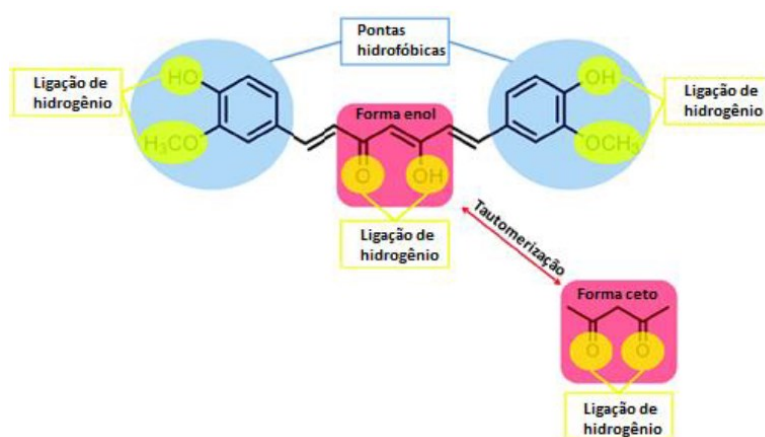 Pontas
hidrofóbicas
Ligação de
hidrogênio
HO
H₃CO
Forma enol
O
OH
OH
OCH₃
Ligação de
hidrogênio
Ligação de
hidrogênio
Tautomerização
Forma ceto
O
O
Ligação de
hidrogênio